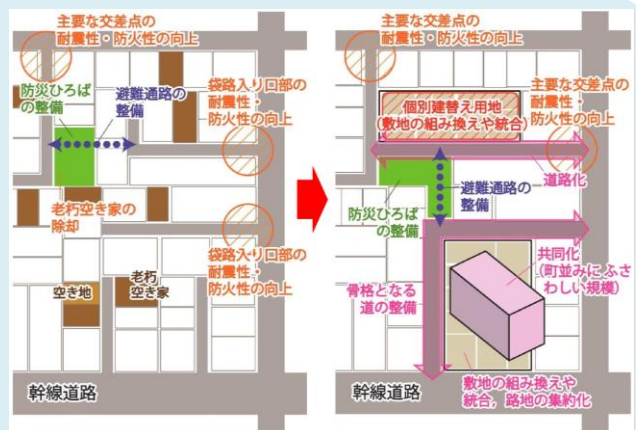 主要な交差点の
耐震性・防火性の向上
防災ひろば
の整備
避難通路の
整備
袋路入り口部の
耐震性・
防火性の向上
老朽空き家の
除却
袋路入り口部の
耐震性・
防火性の向上
空き地
老朽
空き家
幹線道路
主要な交差点の
耐震性・防火性の向上
個別建替え用地
(敷地の組み換えや統合)
主要な交差点の
耐震性・
防火性の向上
道路化
避難通路の
整備
防災ひろば
の整備
共同化
(町並みに ふさ
わしい規模)
骨格となる
道の整備
幹線道路
敷地の組み換えや
統合，路地の集約化